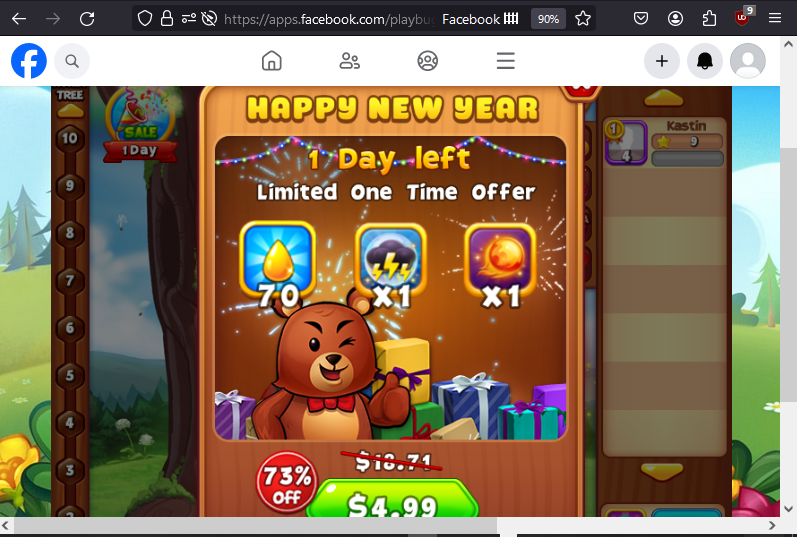 https://apps.facebook.com/playbu
Facebook
90%
9
TREE
SALE
1 Day
10
9
8
7
6
5
4
3
HAPPY NEW YEAR
1 Day left
Limited One Time Offer
70
X1
X1
73%
OFF
$18.71
$4.99
1
Kastin
9
4